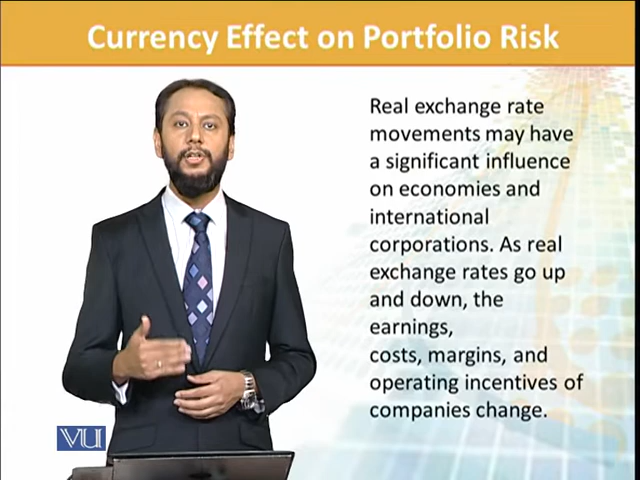 Currency Effect on Portfolio Risk
Real exchange rate
movements may have
a significant influence
on economies and
international
corporations. As real
exchange rates go up
and down, the
earnings,
costs, margins, and
operating incentives of
companies change.
VU